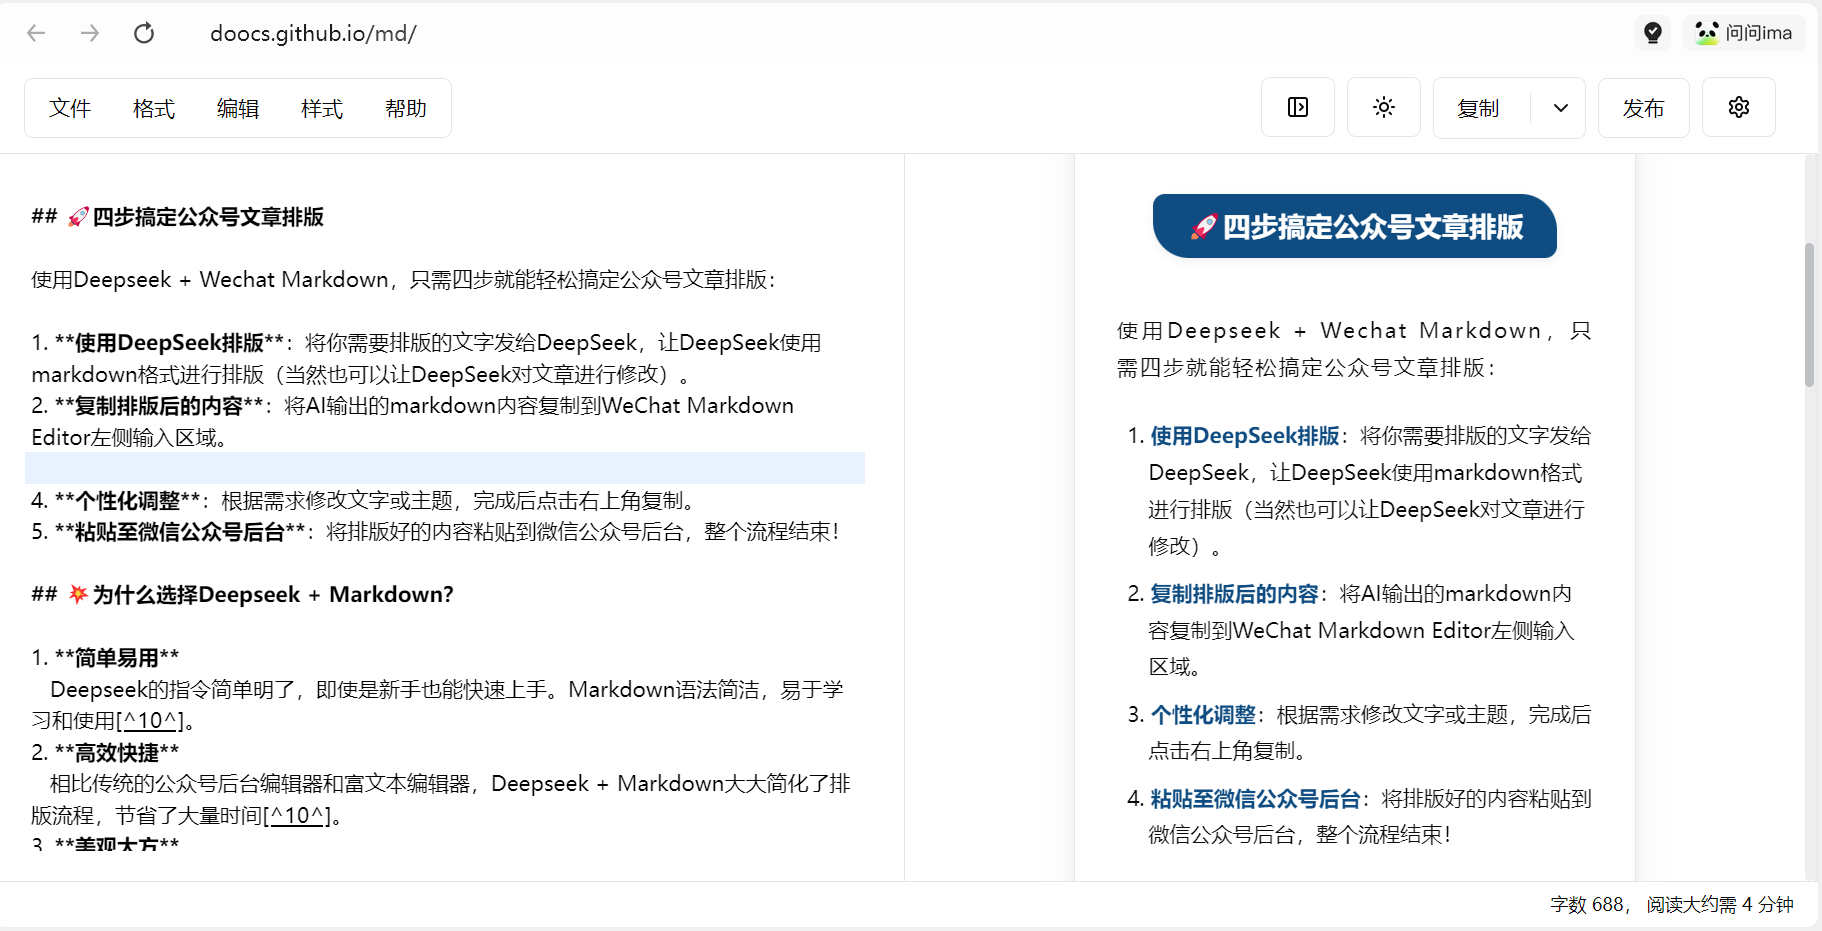 doocs.github.io/md/
问问ima
文件 格式 编辑 样式 帮助
复制 发布
## 🚀四步搞定公众号文章排版
使用Deepseek + Wechat Markdown，只需四步就能轻松搞定公众号文章排版：
1. **使用DeepSeek排版**：将你需要排版的文字发给DeepSeek，让DeepSeek使用
markdown格式进行排版（当然也可以让DeepSeek对文章进行修改）。
2. **复制排版后的内容**：将AI输出的markdown内容复制到WeChat Markdown
Editor左侧输入区域。
4. **个性化调整**：根据需求修改文字或主题，完成后点击右上角复制。
5. **粘贴至微信公众号后台**：将排版好的内容粘贴到微信公众号后台，整个流程结束！
## 💥为什么选择Deepseek + Markdown？
1. **简单易用**
Deepseek的指令简单明了，即使是新手也能快速上手。Markdown语法简洁，易于学
习和使用[^10^]。
2. **高效快捷**
相比传统的公众号后台编辑器和富文本编辑器，Deepseek + Markdown大大简化了排
版流程，节省了大量时间[^10^]。
3. **美观大方**
🚀四步搞定公众号文章排版
使用Deepseek + Wechat Markdown，只
需四步就能轻松搞定公众号文章排版：
1. 使用DeepSeek排版：将你需要排版的文字发给
DeepSeek，让DeepSeek使用markdown格式
进行排版（当然也可以让DeepSeek对文章进行
修改）。
2. 复制排版后的内容：将AI输出的markdown内
容复制到WeChat Markdown Editor左侧输入
区域。
3. 个性化调整：根据需求修改文字或主题，完成后
点击右上角复制。
4. 粘贴至微信公众号后台：将排版好的内容粘贴到
微信公众号后台，整个流程结束！
字数 688， 阅读大约需 4 分钟